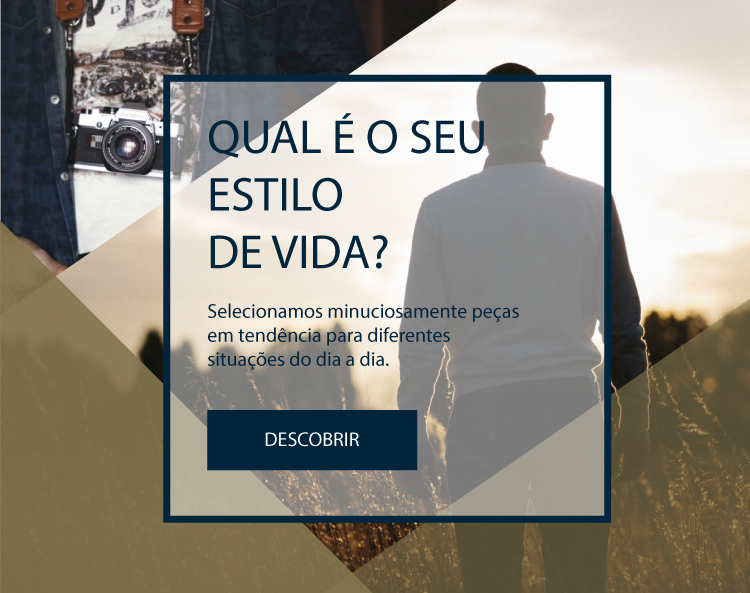 QUAL É O SEU
ESTILO
DE VIDA?
Selecionamos minuciosamente peças
em tendência para diferentes
situações do dia a dia.
DESCOBRIR